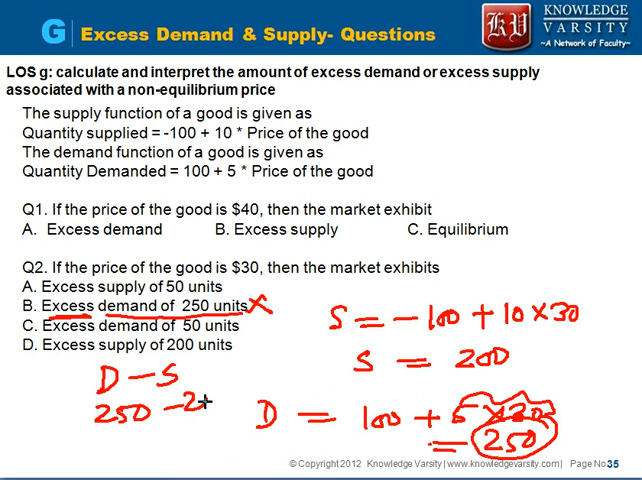 G Excess Demand & Supply- Questions
KV KNOWLEDGE
VARSITY
~A Network of Faculty~
LOS g: calculate and interpret the amount of excess demand or excess supply
associated with a non-equilibrium price
The supply function of a good is given as
Quantity supplied = -100 + 10 * Price of the good
The demand function of a good is given as
Quantity Demanded = 100 + 5 * Price of the good
Q1. If the price of the good is $40, then the market exhibit
A. Excess demand B. Excess supply C. Equilibrium
Q2. If the price of the good is $30, then the market exhibits
A. Excess supply of 50 units
B. Excess demand of 250 units X
C. Excess demand of 50 units
D. Excess supply of 200 units
S = -100 + 10 X 30
S = 200
D - S
250 - 2
D = 100 + 5 X 30
= 250
© Copyright 2012 Knowledge Varsity | www.knowledgevarsity.com | Page No 35